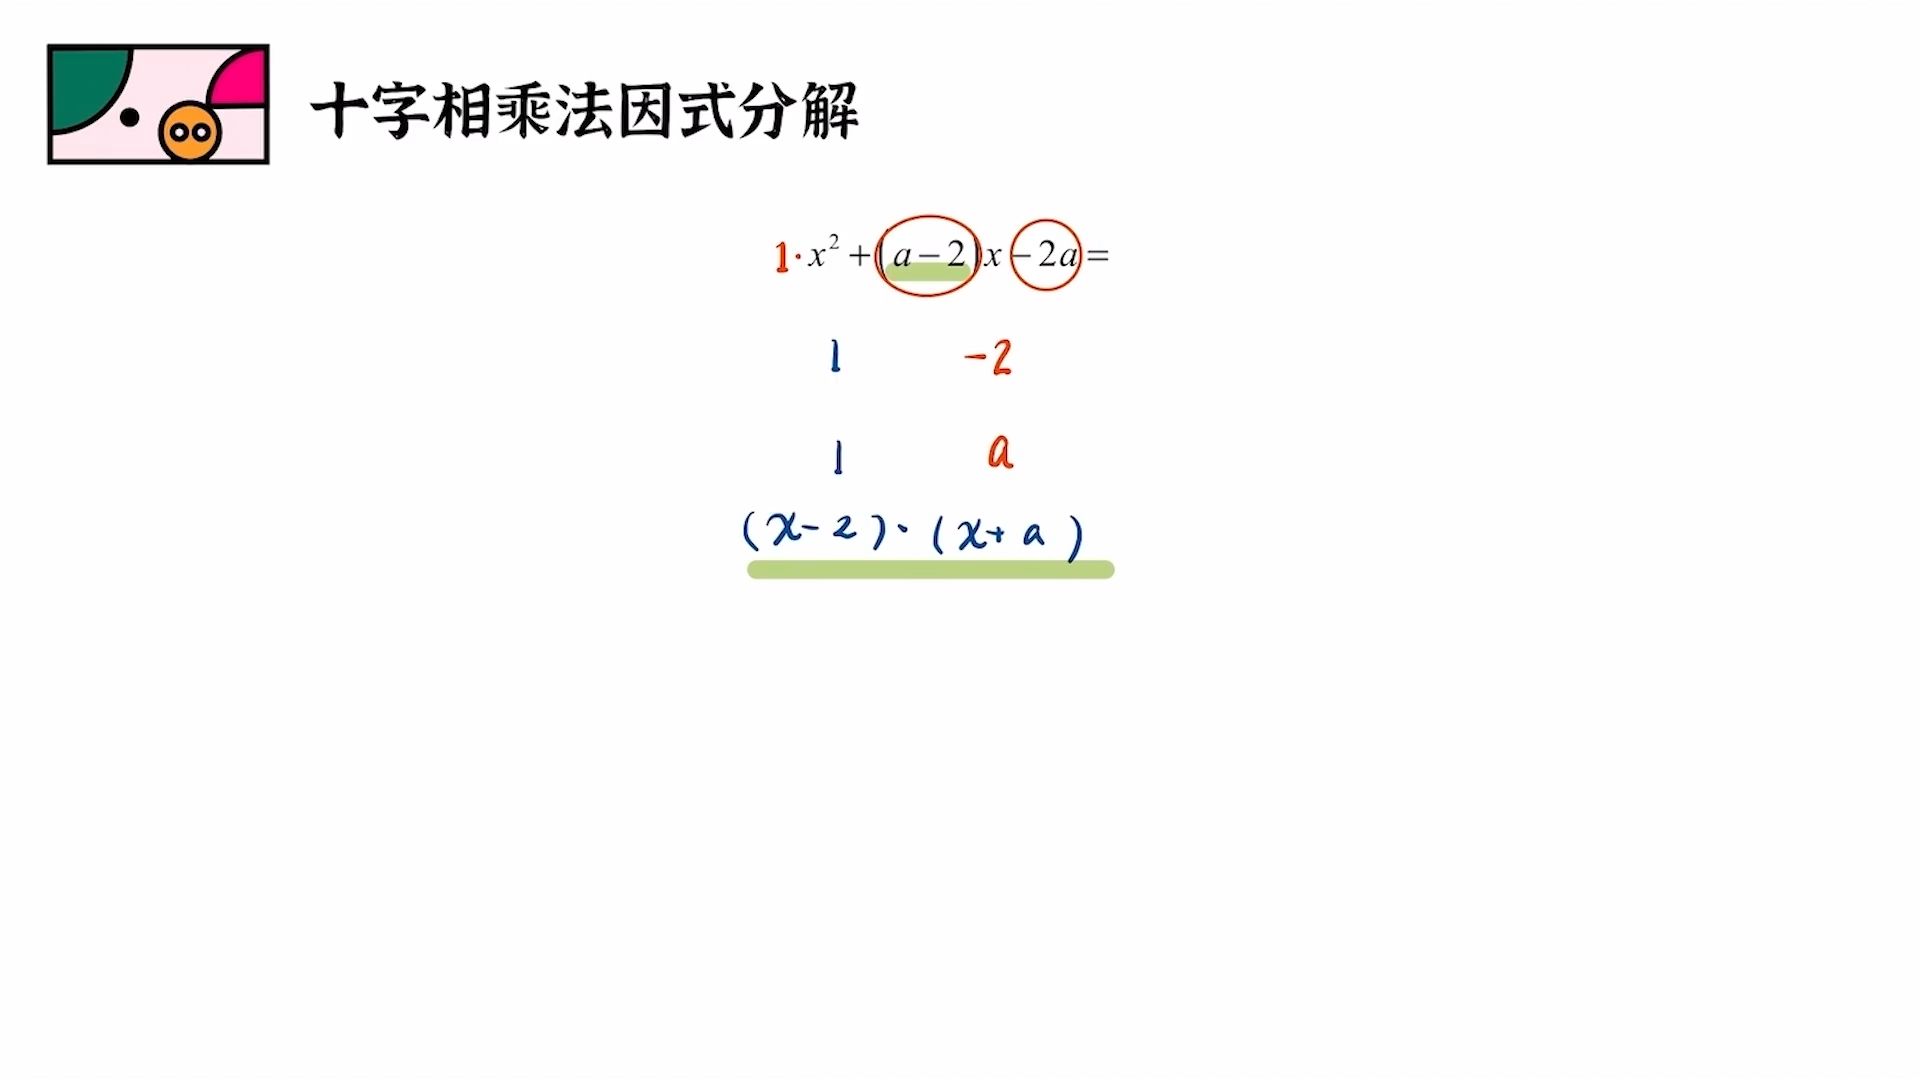 十字相乘法因式分解
1·x²+(a−2)x−2a=
1 -2
1 a
(x-2)·(x+a)